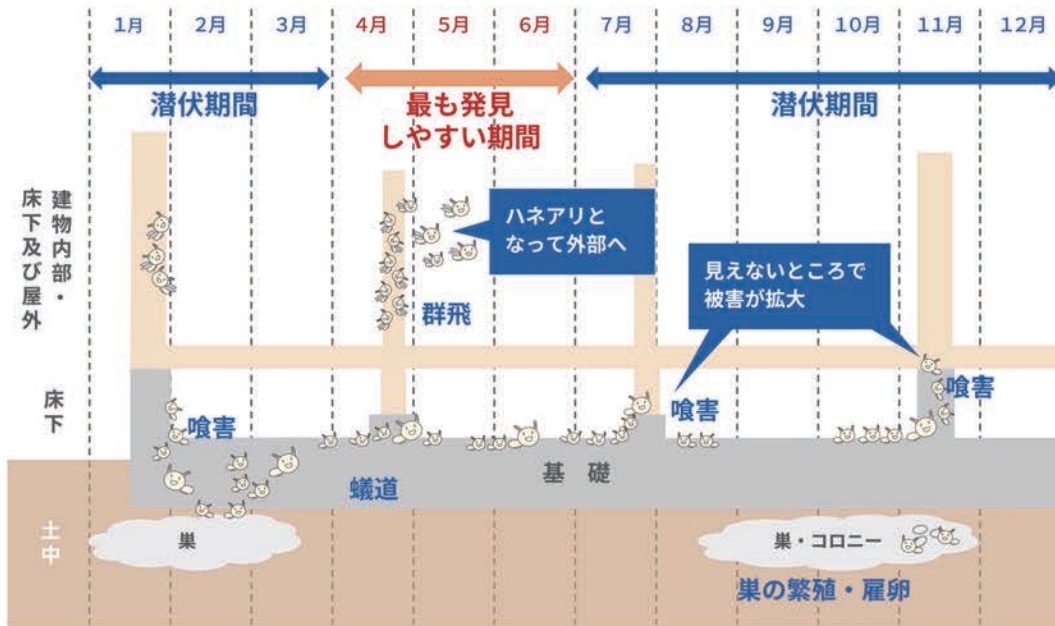 1月 2月 3月 4月 5月 6月 7月 8月 9月 10月 11月 12月
潜伏期間
最も発見
しやすい期間
潜伏期間
建物内部・
床下及び屋外
ハネアリと
なって外部へ
見えないところで
被害が拡大
群飛
床下
喰害
喰害
喰害
基礎
蟻道
土中
巣
巣・コロニー
巣の繁殖・雇卵